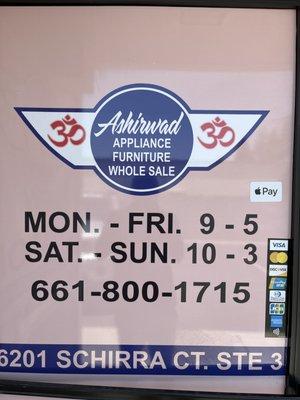 ॐ ॐ
Ashirwad
APPLIANCE
FURNITURE
WHOLE SALE
Pay
MON. - FRI. 9 - 5
SAT. - SUN. 10 - 3
661-800-1715
VISA
DISCOVER
6201 SCHIRRA CT. STE 3